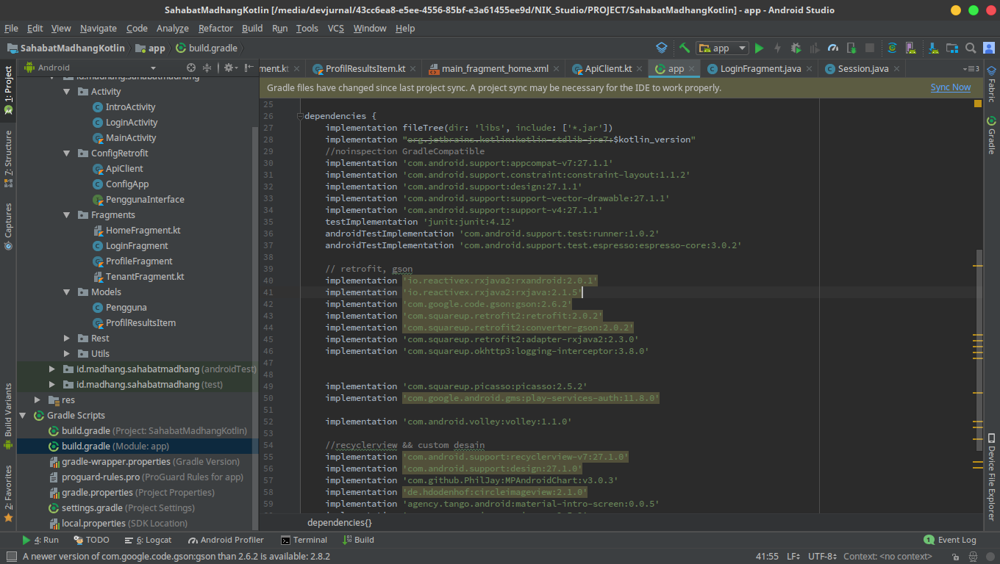 SahabatMadhangKotlin [/media/devjurnal/43cc6ea8-e5ee-4556-85bf-e3a61455ee9d/NIK_Studio/PROJECT/SahabatMadhangKotlin] - app - Android Studio
File Edit View Navigate Code Analyze Refactor Build Run Tools VCS Window Help
SahabatMadhangKotlin app build.gradle app
Android ment.kt ProfilResultsItem.kt main_fragment_home.xml ApiClient.kt app LoginFragment.java Session.java 3
Gradle files have changed since last project sync. A project sync may be necessary for the IDE to work properly. Sync Now
1: Project
7: Structure
Captures
Build Variants
2: Favorites
id.madhang.sahabatmadhang
Activity
IntroActivity
LoginActivity
MainActivity
ConfigRetrofit
ApiClient
ConfigApp
PenggunaInterface
Fragments
HomeFragment.kt
LoginFragment
ProfileFragment
TenantFragment.kt
Models
Pengguna
ProfilResultsItem
Rest
Utils
id.madhang.sahabatmadhang (androidTest)
id.madhang.sahabatmadhang (test)
res
Gradle Scripts
build.gradle (Project: SahabatMadhangKotlin)
build.gradle (Module: app)
gradle-wrapper.properties (Gradle Version)
proguard-rules.pro (ProGuard Rules for app)
gradle.properties (Project Properties)
settings.gradle (Project Settings)
local.properties (SDK Location)
25
26 dependencies {
27 implementation fileTree(dir: 'libs', include: ['*.jar'])
28 implementation "org.jetbrains.kotlin:kotlin-stdlib-jre7:$kotlin_version"
29 //noinspection GradleCompatible
30 implementation 'com.android.support:appcompat-v7:27.1.1'
31 implementation 'com.android.support.constraint:constraint-layout:1.1.2'
32 implementation 'com.android.support:design:27.1.1'
33 implementation 'com.android.support:support-vector-drawable:27.1.1'
34 implementation 'com.android.support:support-v4:27.1.1'
35 testImplementation 'junit:junit:4.12'
36 androidTestImplementation 'com.android.support.test:runner:1.0.2'
37 androidTestImplementation 'com.android.support.test.espresso:espresso-core:3.0.2'
38
39 // retrofit, gson
40 implementation 'io.reactivex.rxjava2:rxandroid:2.0.1'
41 implementation 'io.reactivex.rxjava2:rxjava:2.1.5'
42 implementation 'com.google.code.gson:gson:2.6.2'
43 implementation 'com.squareup.retrofit2:retrofit:2.0.2'
44 implementation 'com.squareup.retrofit2:converter-gson:2.0.2'
45 implementation 'com.squareup.retrofit2:adapter-rxjava2:2.3.0'
46 implementation 'com.squareup.okhttp3:logging-interceptor:3.8.0'
47
48
49 implementation 'com.squareup.picasso:picasso:2.5.2'
50 implementation 'com.google.android.gms:play-services-auth:11.8.0'
51
52 implementation 'com.android.volley:volley:1.1.0'
53
54 //recyclerview && custom desain
55 implementation 'com.android.support:recyclerview-v7:27.1.0'
56 implementation 'com.android.support:design:27.1.0'
57 implementation 'com.github.PhilJay:MPAndroidChart:v3.0.3'
58 implementation 'de.hdodenhof:circleimageview:2.1.0'
59 implementation 'agency.tango.android:material-intro-screen:0.0.5'
dependencies{}
Fabric
Gradle
Device File Explorer
4: Run TODO 6: Logcat Android Profiler Terminal Build 1 Event Log
A newer version of com.google.code.gson:gson than 2.6.2 is available: 2.8.2 41:55 LF UTF-8 Context: <no context>